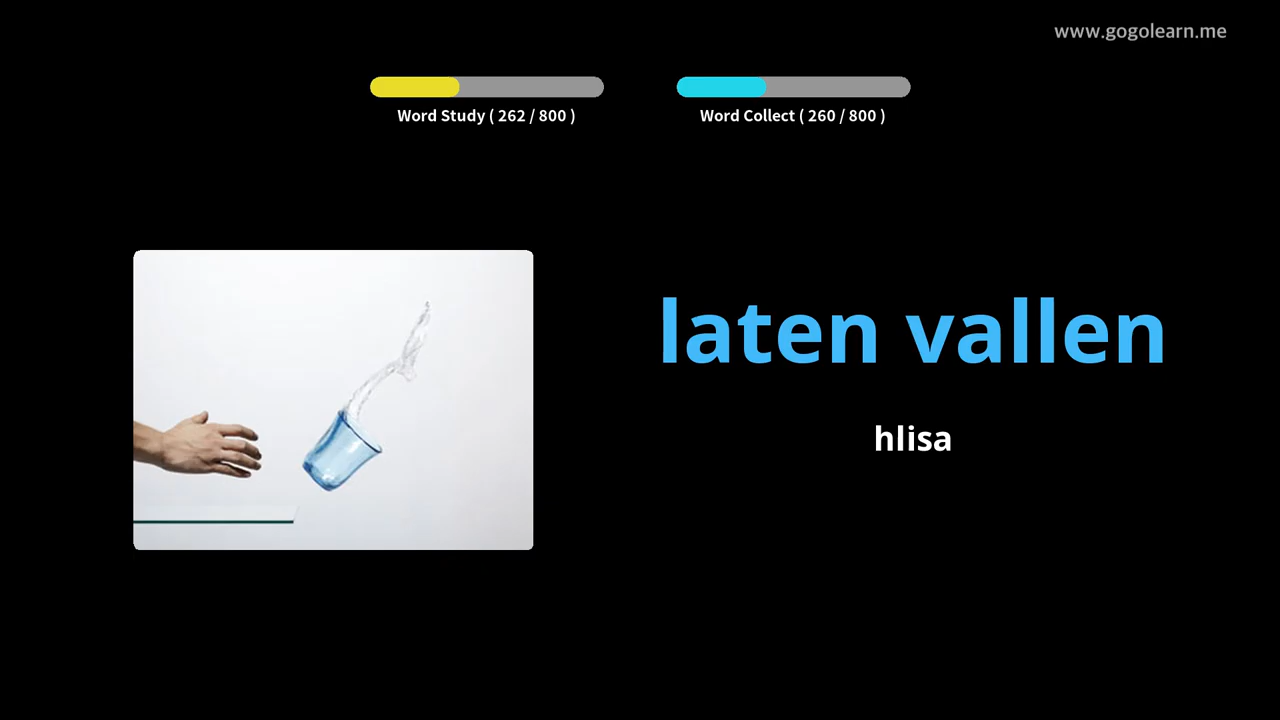 www.gogolearn.me
Word Study ( 262 / 800 )
Word Collect ( 260 / 800 )
laten vallen
hlisa